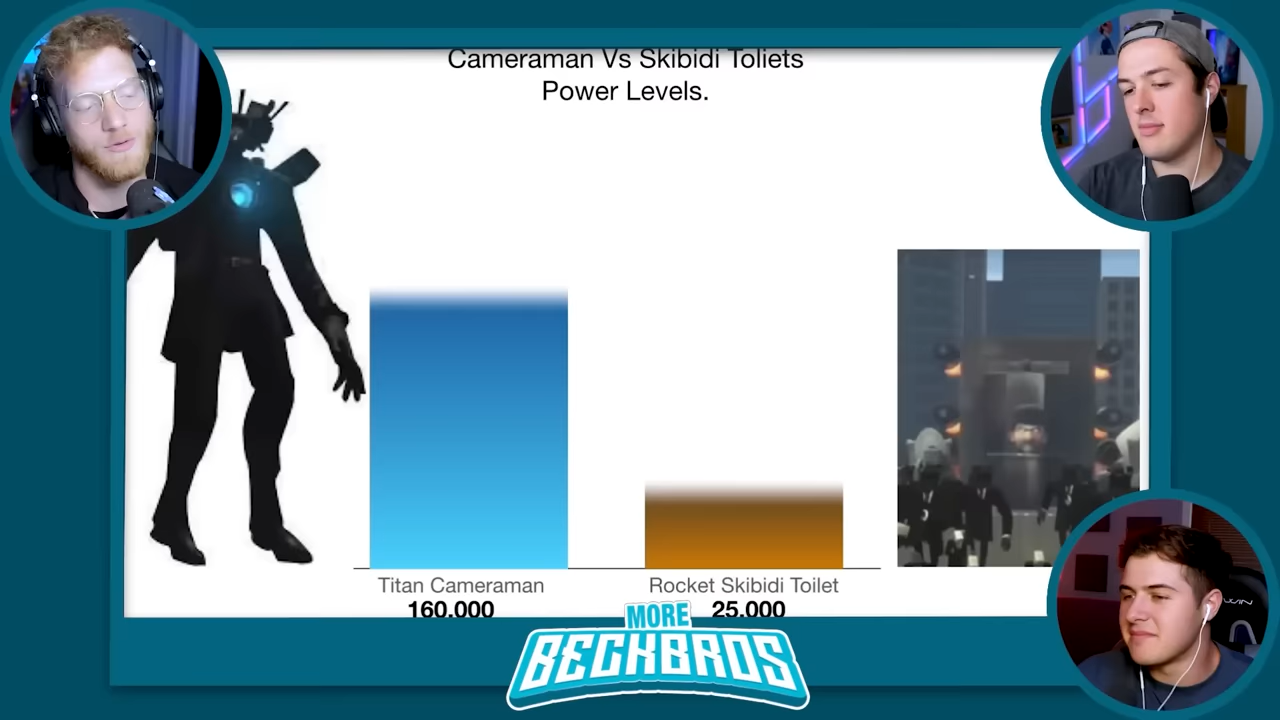 Cameraman Vs Skibidi Toliets
Power Levels.
Titan Cameraman
160,000
Rocket Skibidi Toilet
25,000
MORE
BECKBROS